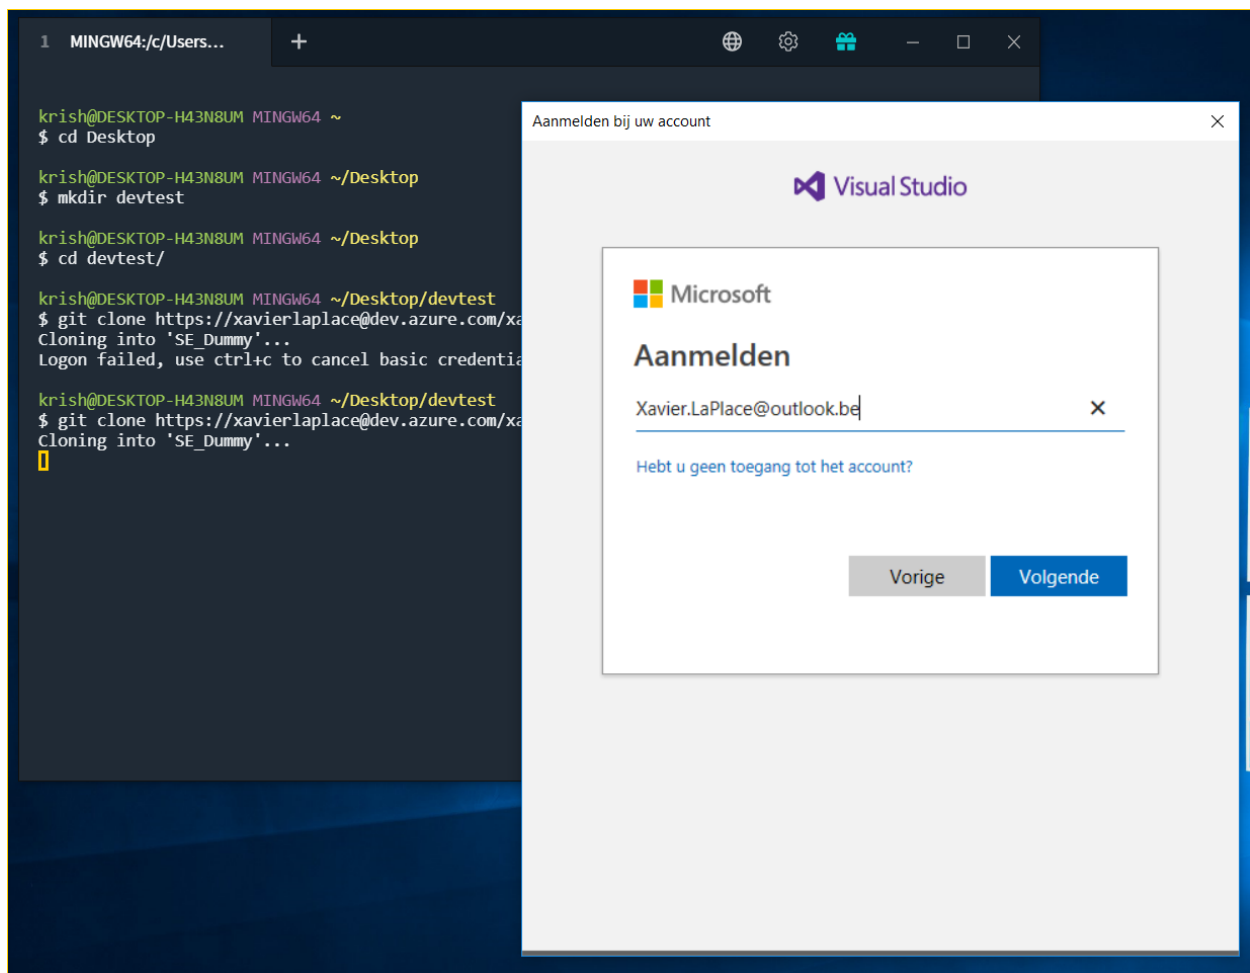 1 MINGW64:/c/Users...
krish@DESKTOP-H43N8UM MINGW64 ~
$ cd Desktop
krish@DESKTOP-H43N8UM MINGW64 ~/Desktop
$ mkdir devtest
krish@DESKTOP-H43N8UM MINGW64 ~/Desktop
$ cd devtest/
krish@DESKTOP-H43N8UM MINGW64 ~/Desktop/devtest
$ git clone https://xavierlaplace@dev.azure.com/xa
Cloning into 'SE_Dummy'...
Logon failed, use ctrl+c to cancel basic credentia
krish@DESKTOP-H43N8UM MINGW64 ~/Desktop/devtest
$ git clone https://xavierlaplace@dev.azure.com/xa
Cloning into 'SE_Dummy'...
Aanmelden bij uw account
Visual Studio
Microsoft
Aanmelden
Xavier.LaPlace@outlook.be
Hebt u geen toegang tot het account?
Vorige
Volgende